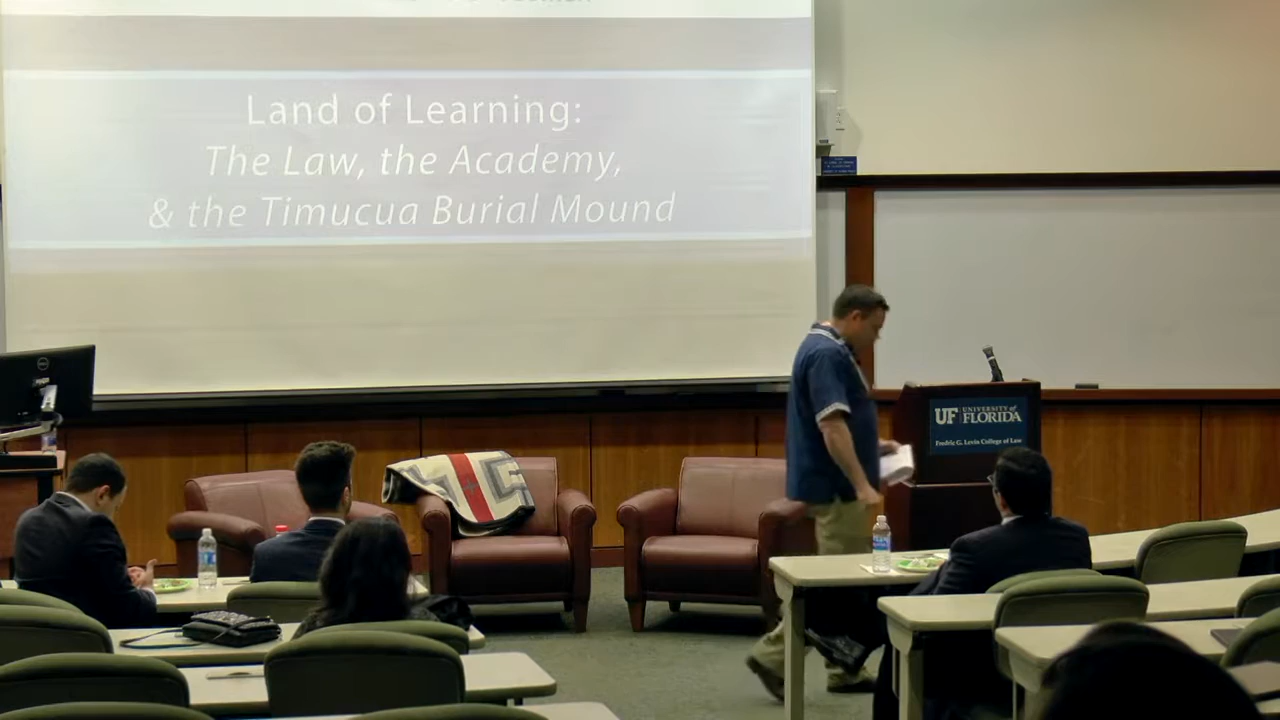 Land of Learning:
The Law, the Academy,
& the Timucua Burial Mound
UF UNIVERSITY of
FLORIDA
Fredric G. Levin College of Law
DELL